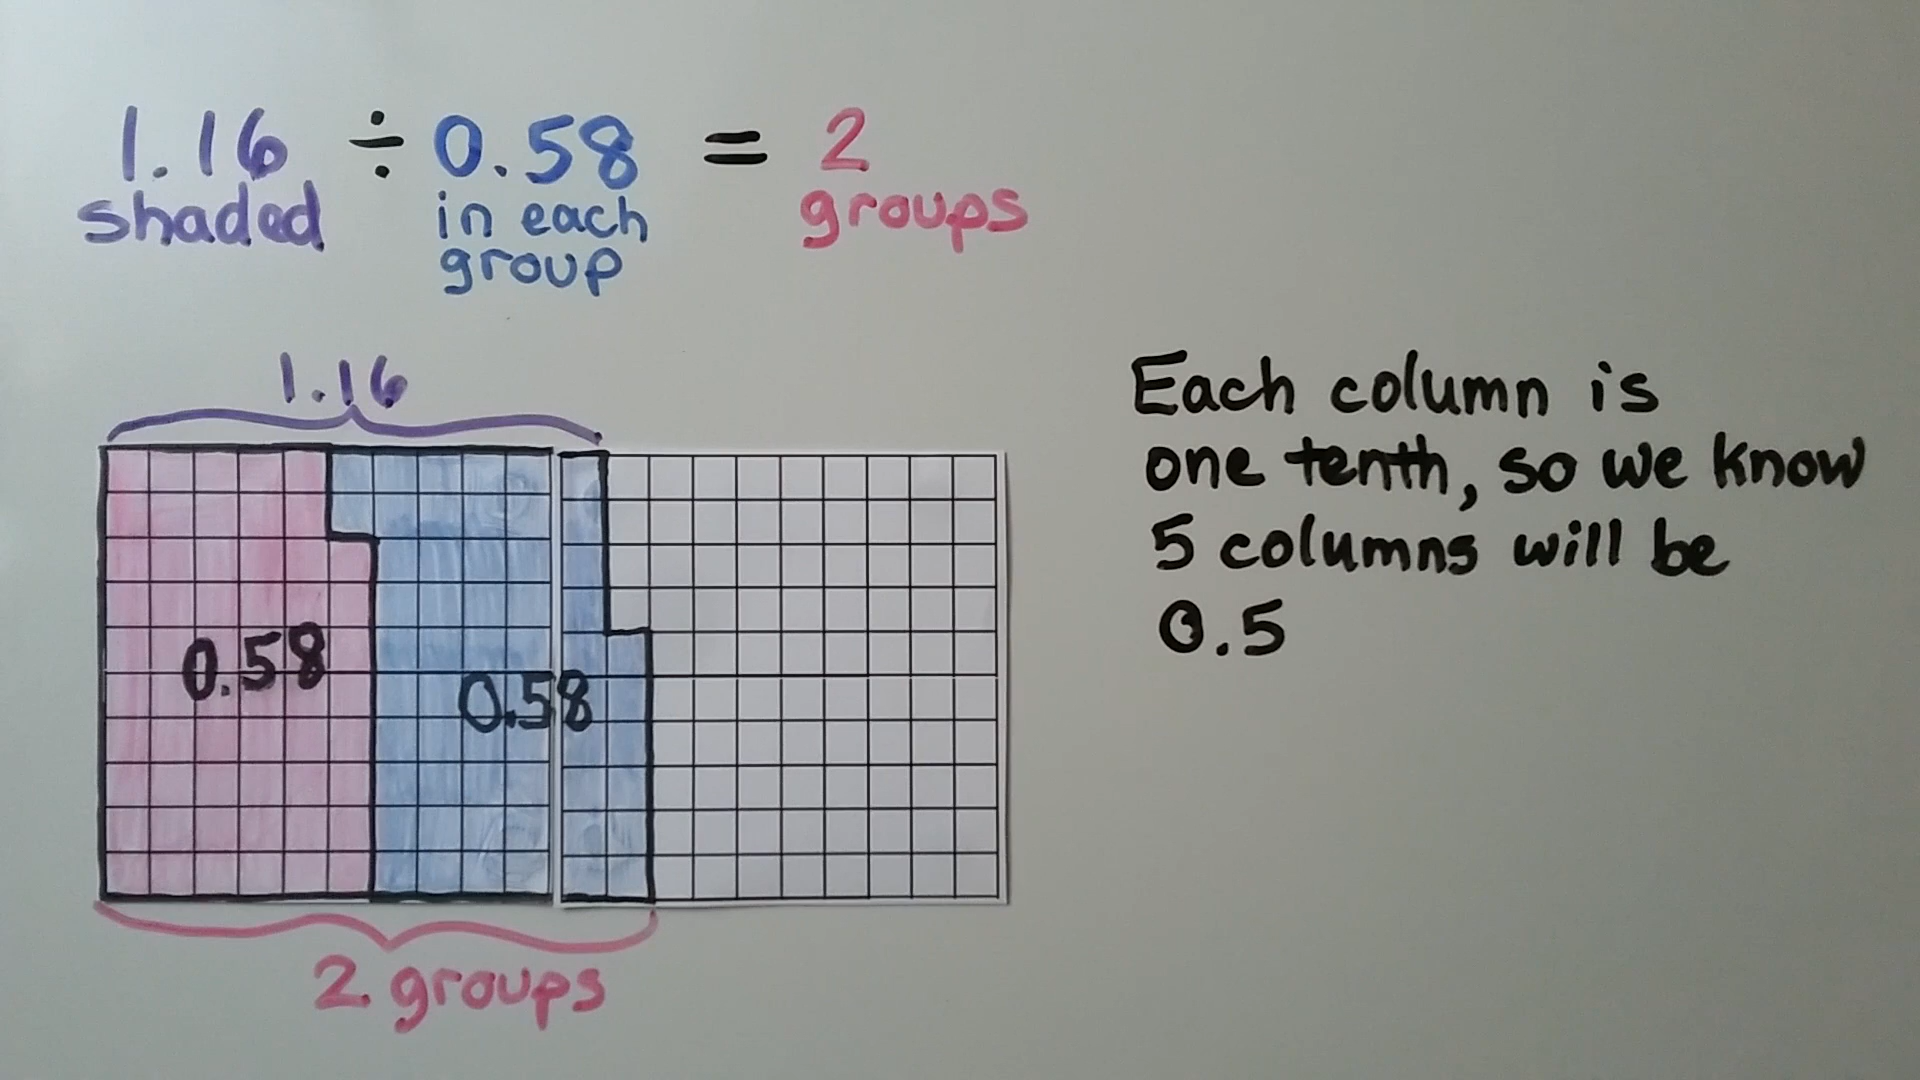 1.16 ÷ 0.58 = 2
shaded in each groups
group
1.16
Each column is
one tenth, so we know
5 columns will be
0.5
0.58
0.58
2 groups